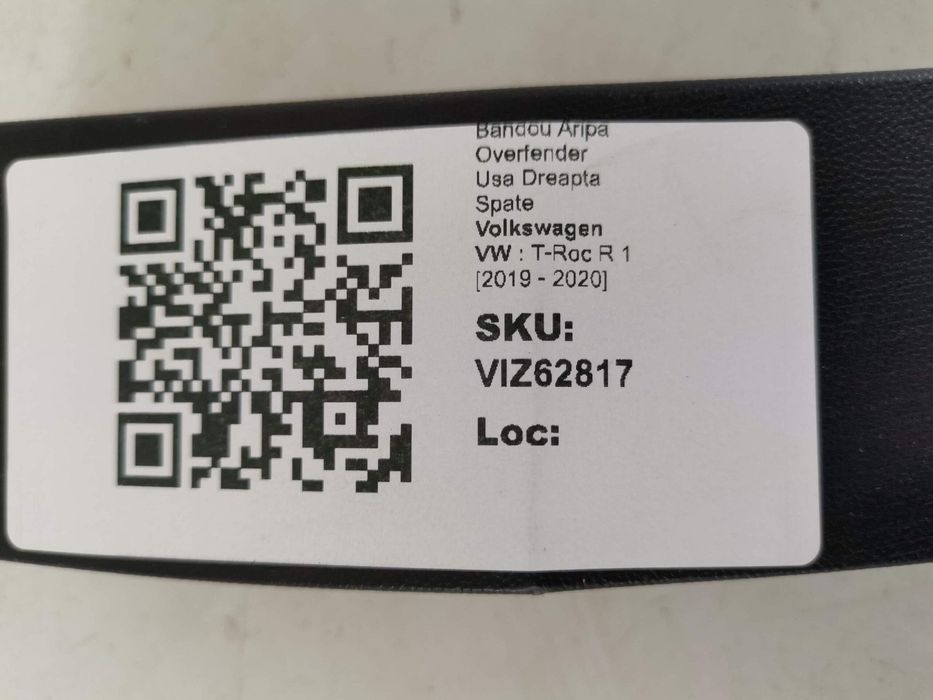 Bandou Aripa
Overfender
Usa Dreapta
Spate
Volkswagen
VW : T-Roc R 1
[2019 - 2020]
SKU:
VIZ62817
Loc: